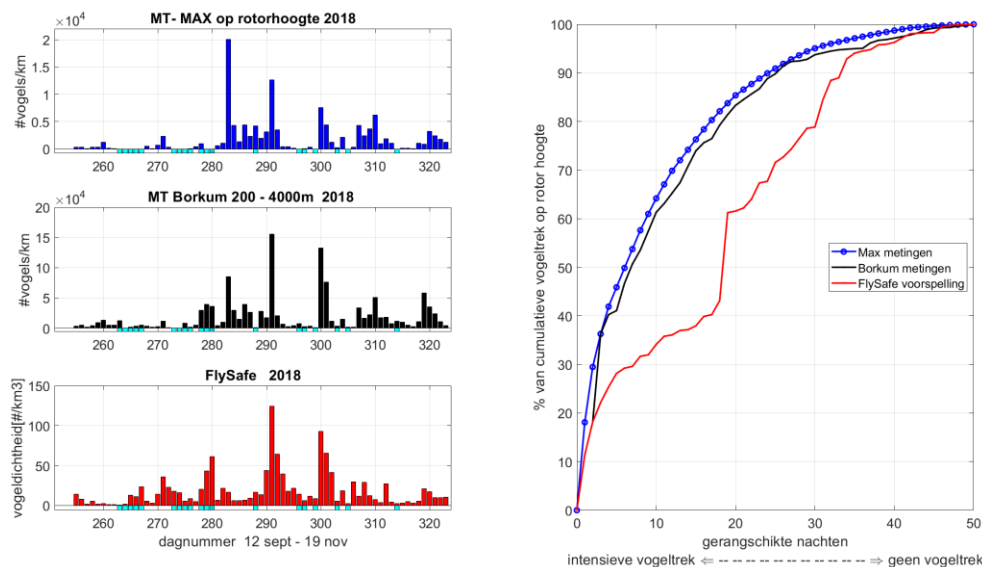 MT- MAX op rotorhoogte 2018
×10⁴
#vogels/km
2
1.5
1
0.5
0
260 270 280 290 300 310 320
MT Borkum 200 - 4000m 2018
×10⁴
#vogels/km
20
15
10
5
0
260 270 280 290 300 310 320
FlySafe 2018
vogeldichtheid[#/km3]
150
100
50
0
260 270 280 290 300 310 320
dagnummer 12 sept - 19 nov
% van cumulatieve vogeltrek op rotor hoogte
100
90
80
70
60
50
40
30
20
10
0
Max metingen
Borkum metingen
FlySafe voorspelling
0 10 20 30 40 50
gerangschikte nachten
intensieve vogeltrek ⇐ -- -- -- -- -- -- -- -- -- -- ⇒ geen vogeltrek